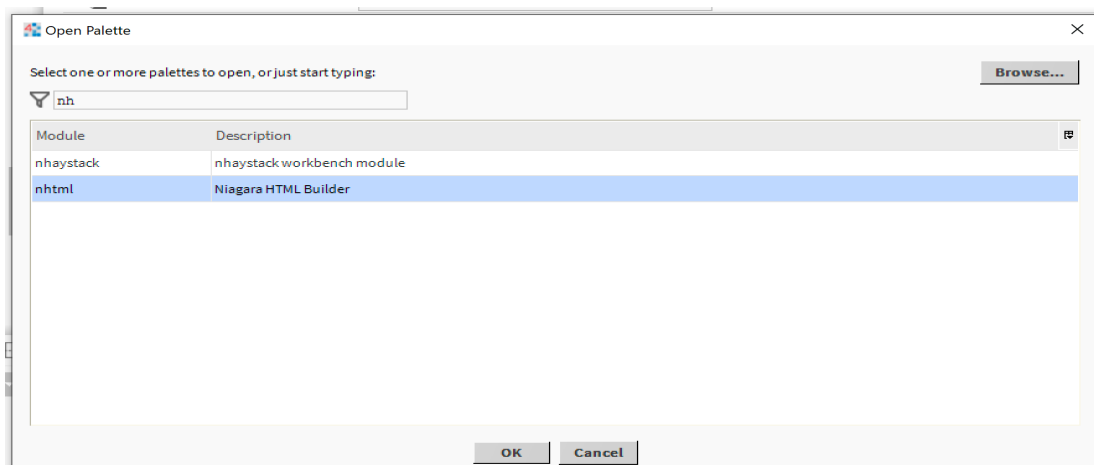 Open Palette
Select one or more palettes to open, or just start typing:
Browse...
nh
Module Description
nhaystack nhaystack workbench module
nhtml Niagara HTML Builder
OK Cancel